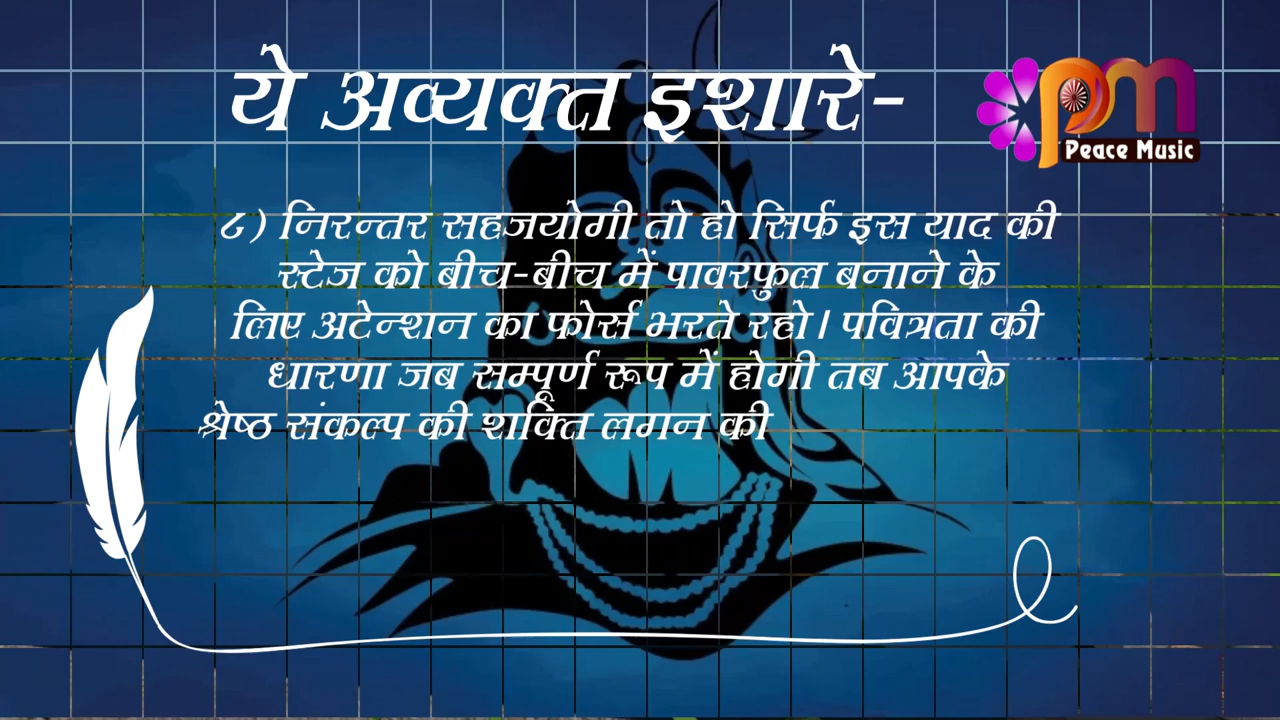 ये अव्यक्त इशारे-
pm
Peace Music
८) निरन्तर सहजयोगी तो हो सिर्फ इस याद की
स्टेज को बीच-बीच में पावरफुल बनाने के
लिए अटेन्शन का फोर्स भरते रहो। पवित्रता की
धारणा जब सम्पूर्ण रूप में होगी तब आपके
श्रेष्ठ संकल्प की शक्ति लगन की